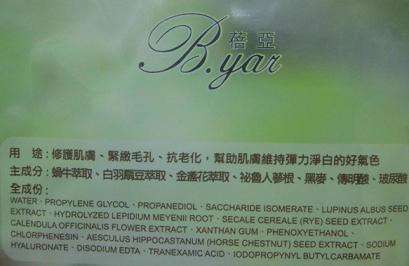 B.yar 蓓亞
用　途：修護肌膚、緊緻毛孔、抗老化，幫助肌膚維持彈力淨白的好氣色
主成分：蝸牛萃取、白羽扇豆萃取、金盞花萃取、祕魯人蔘根、黑麥、傳明酸、玻尿酸
全成份：
WATER、PROPYLENE GLYCOL、PROPANEDIOL、SACCHARIDE ISOMERATE、LUPINUS ALBUS SEED
EXTRACT、HYDROLYZED LEPIDIUM MEYENII ROOT、SECALE CEREALE (RYE) SEED EXTRACT、
CALENDULA OFFICINALIS FLOWER EXTRACT、XANTHAN GUM、PHENOXYETHANOL、
CHLORPHENESIN、AESCULUS HIPPOCASTANUM (HORSE CHESTNUT) SEED EXTRACT、SODIUM
HYALURONATE、DISODIUM EDTA、TRANEXAMIC ACID、IODOPROPYNYL BUTYLCARBAMATE